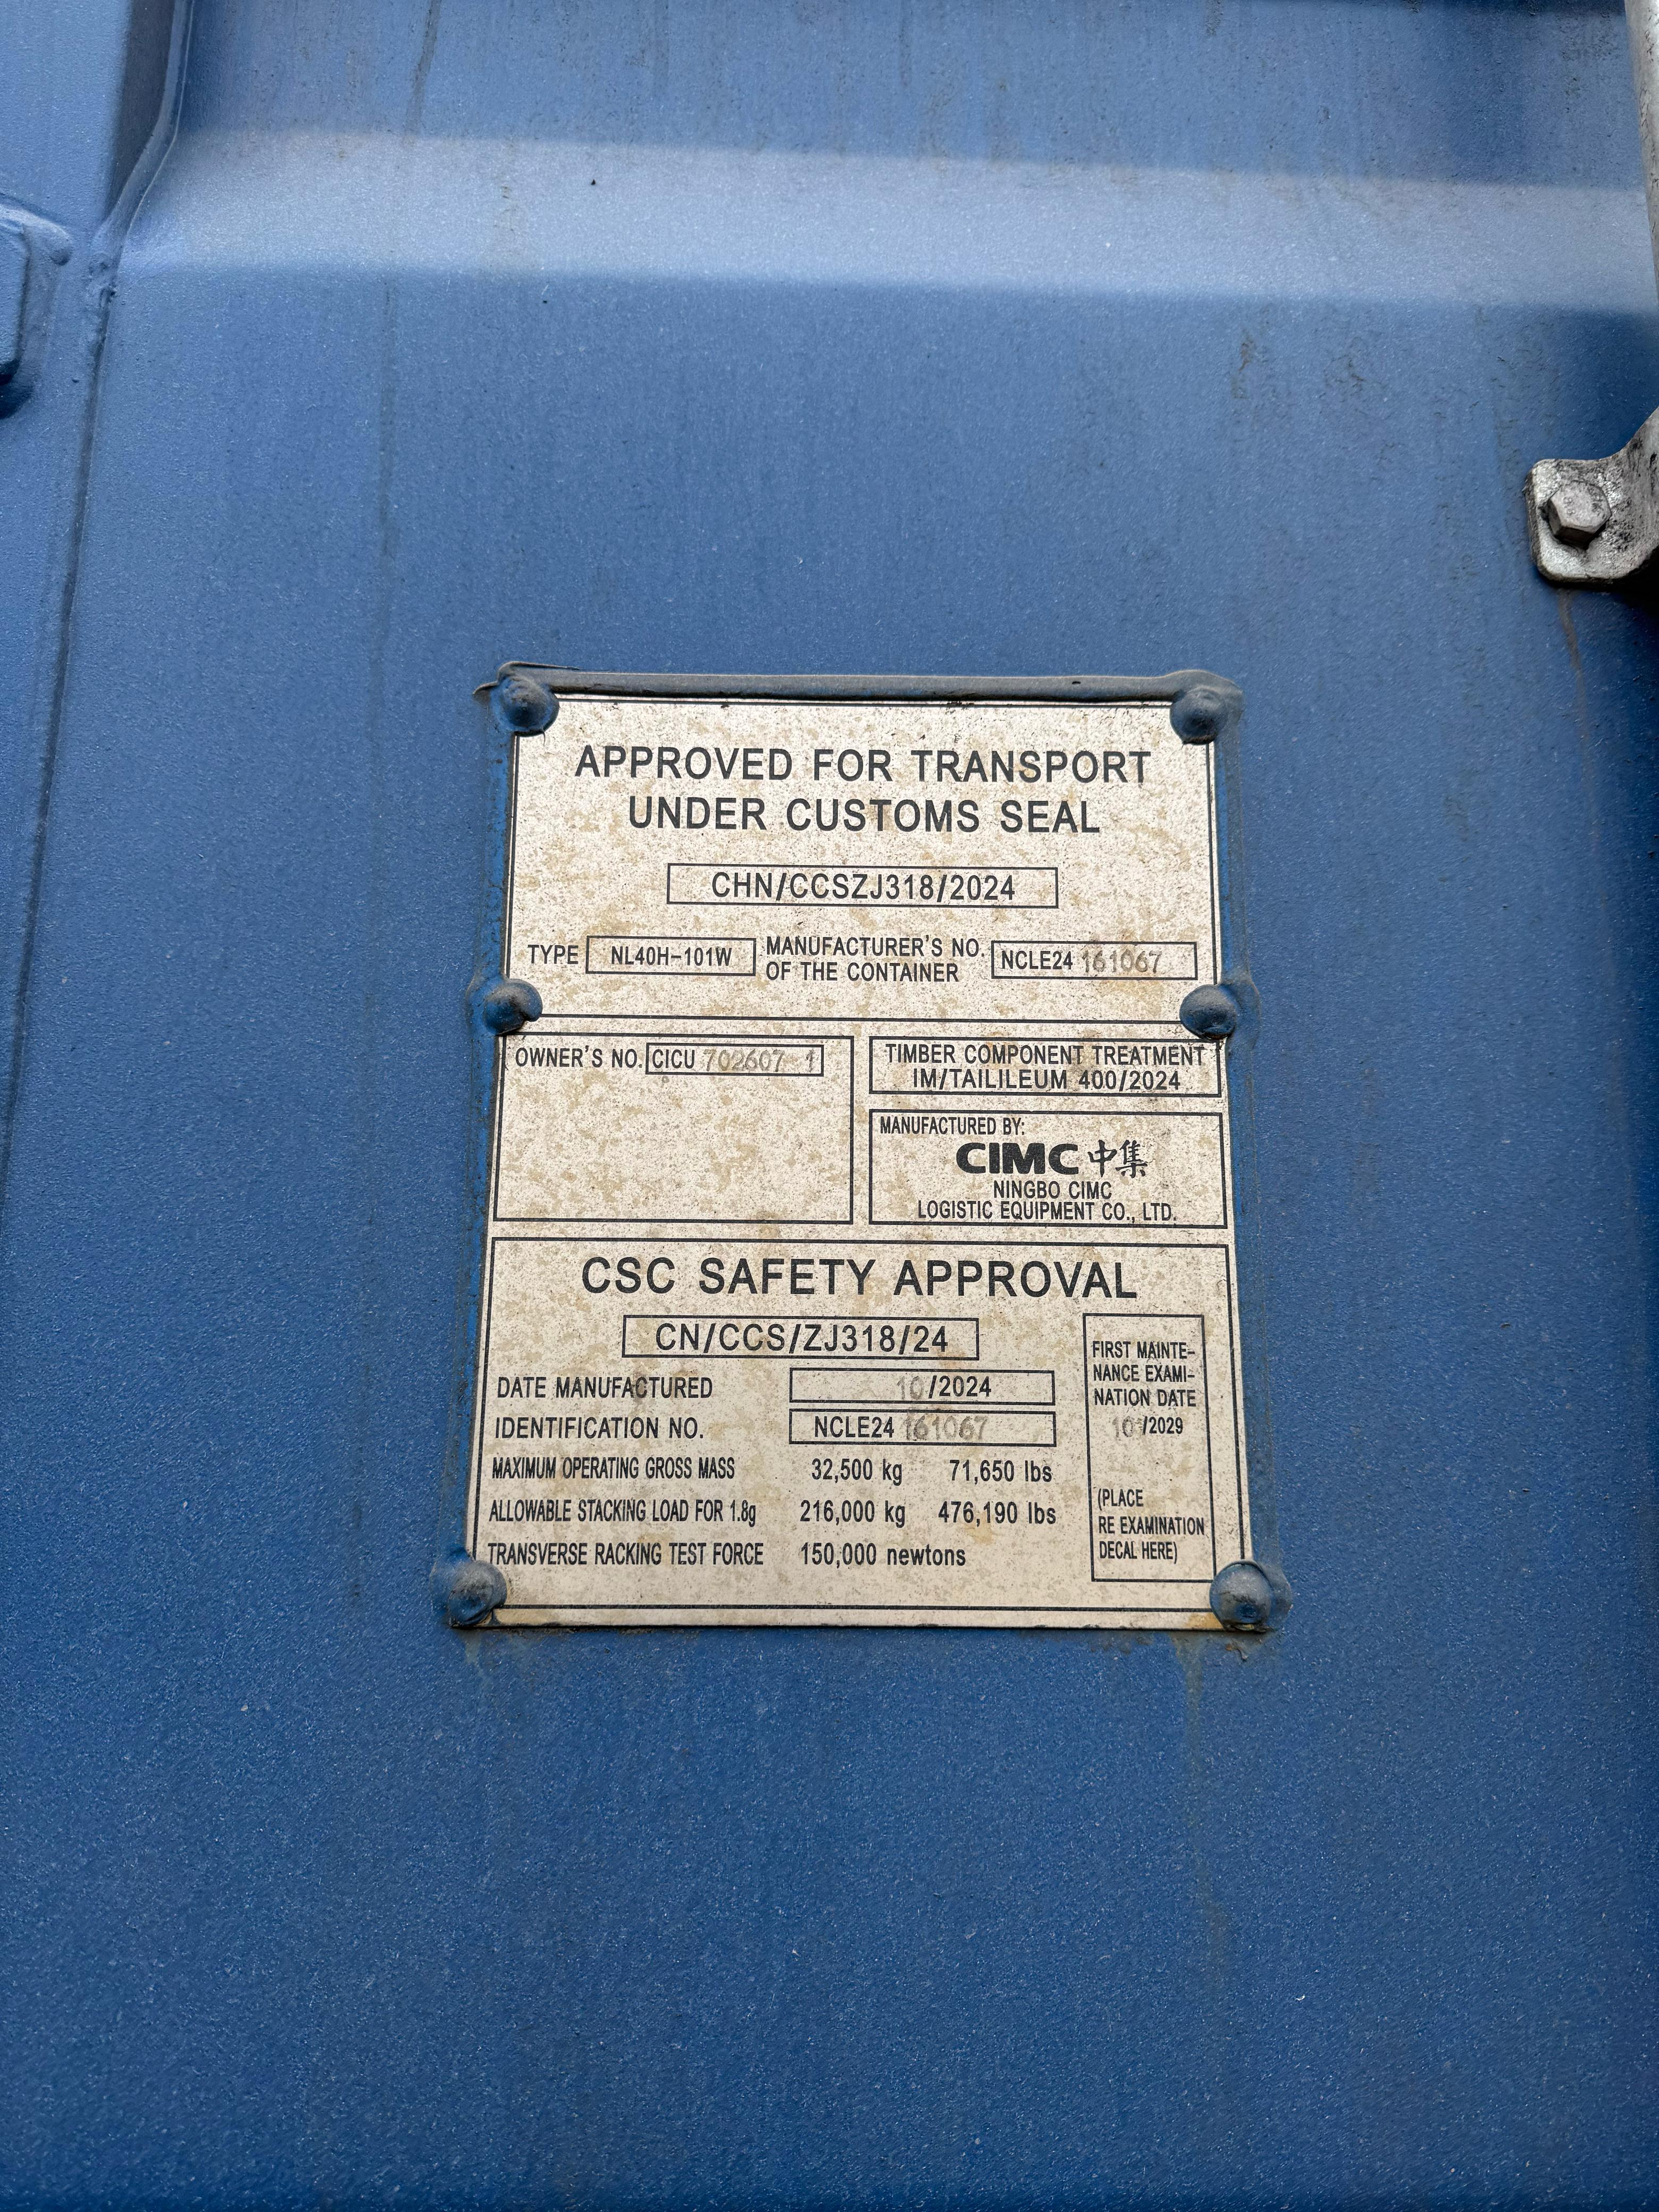 APPROVED FOR TRANSPORT
UNDER CUSTOMS SEAL
CHN/CCSZJ318/2024
TYPE NL40H-101W MANUFACTURER'S NO. OF THE CONTAINER NCLE24 161067
OWNER'S NO. CICU 702607 1
TIMBER COMPONENT TREATMENT
IM/TAILILEUM 400/2024
MANUFACTURED BY:
CIMC 中集
NINGBO CIMC
LOGISTIC EQUIPMENT CO., LTD.
CSC SAFETY APPROVAL
CN/CCS/ZJ318/24
DATE MANUFACTURED 10/2024
IDENTIFICATION NO. NCLE24 161067
MAXIMUM OPERATING GROSS MASS 32,500 kg 71,650 lbs
ALLOWABLE STACKING LOAD FOR 1.8g 216,000 kg 476,190 lbs
TRANSVERSE RACKING TEST FORCE 150,000 newtons
FIRST MAINTE-
NANCE EXAMI-
NATION DATE
10/2029
(PLACE
RE EXAMINATION
DECAL HERE)